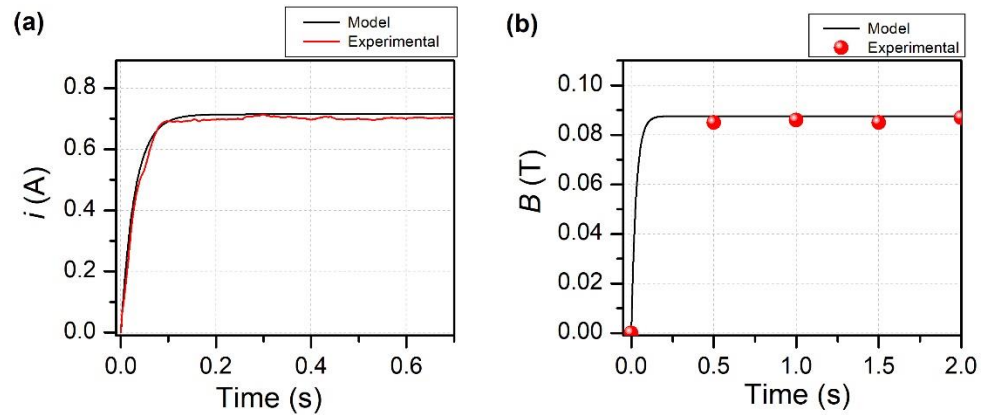 (a)
Model
Experimental
0.8
0.6
0.4
0.2
0.0
i (A)
0.0 0.2 0.4 0.6
Time (s)
(b)
Model
Experimental
0.10
0.08
0.06
0.04
0.02
0.00
B (T)
0.0 0.5 1.0 1.5 2.0
Time (s)